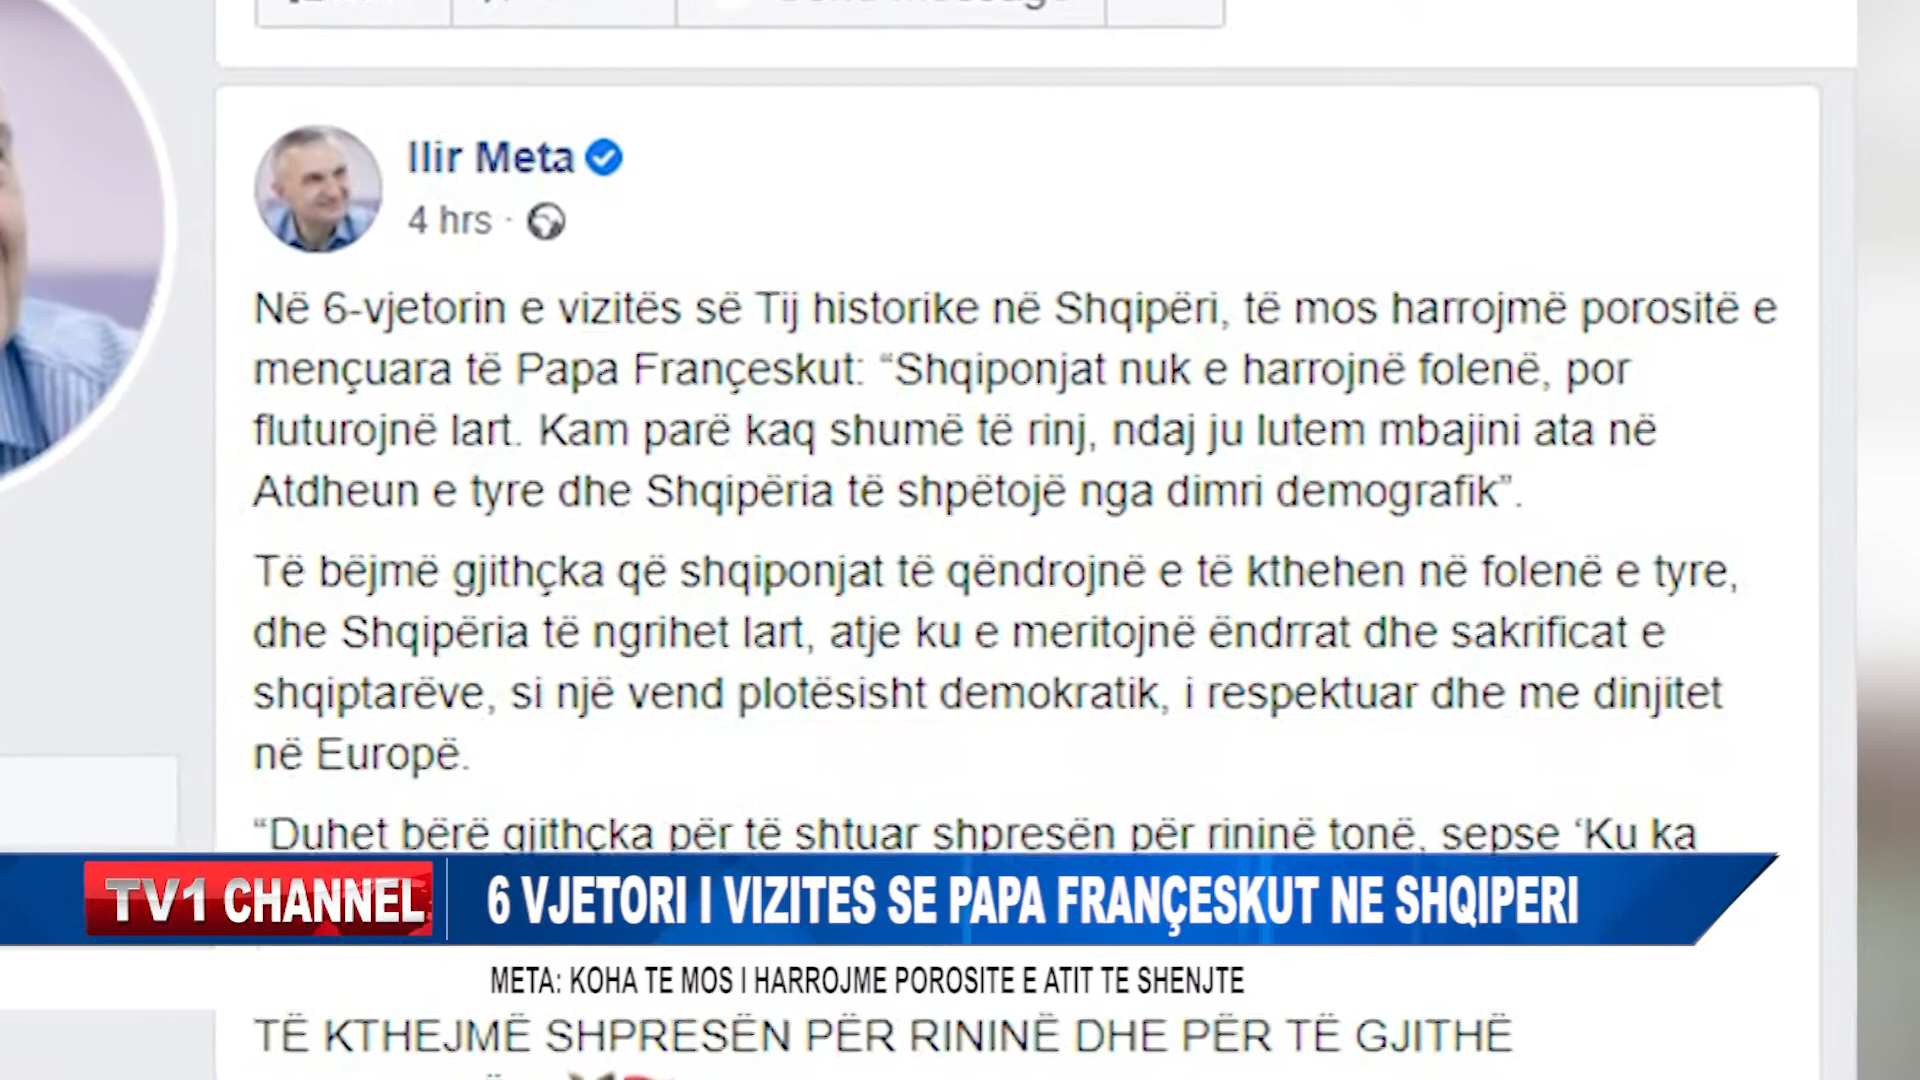 Ilir Meta
4 hrs ·
Në 6-vjetorin e vizitës së Tij historike në Shqipëri, të mos harrojmë porositë e
mençuara të Papa Françeskut: “Shqiponjat nuk e harrojnë folenë, por
fluturojnë lart. Kam parë kaq shumë të rinj, ndaj ju lutem mbajini ata në
Atdheun e tyre dhe Shqipëria të shpëtojë nga dimri demografik”.
Të bëjmë gjithçka që shqiponjat të qëndrojnë e të kthehen në folenë e tyre,
dhe Shqipëria të ngrihet lart, atje ku e meritojnë ëndrrat dhe sakrificat e
shqiptarëve, si një vend plotësisht demokratik, i respektuar dhe me dinjitet
në Europë.
“Duhet bërë gjithçka për të shtuar shpresën për rininë tonë, sepse ‘Ku ka
TV1 CHANNEL
6 VJETORI I VIZITES SE PAPA FRANÇESKUT NE SHQIPERI
META: KOHA TE MOS I HARROJME POROSITE E ATIT TE SHENJTE
TË KTHEJMË SHPRESËN PËR RININË DHE PËR TË GJITHË